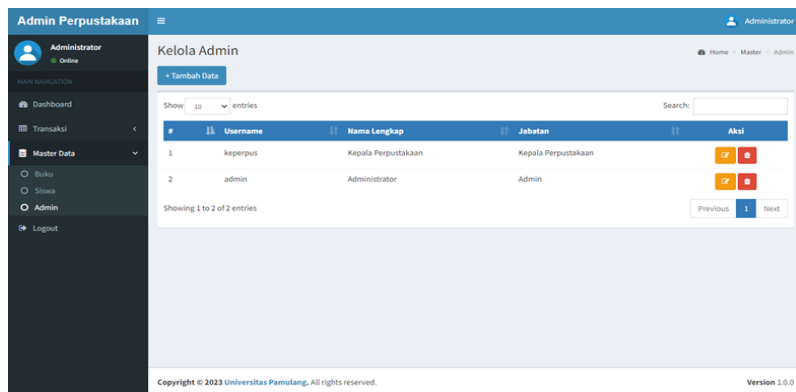 Admin Perpustakaan
Administrator
Administrator
Online
MAIN NAVIGATION
Dashboard
Transaksi
Master Data
Buku
Siswa
Admin
Logout
Kelola Admin
Home > Master > Admin
+ Tambah Data
Show 10 entries Search:
# Username Nama Lengkap Jabatan Aksi
1 keperpus Kepala Perpustakaan Kepala Perpustakaan
2 admin Administrator Admin
Showing 1 to 2 of 2 entries Previous 1 Next
Copyright © 2023 Universitas Pamulang. All rights reserved. Version 1.0.0